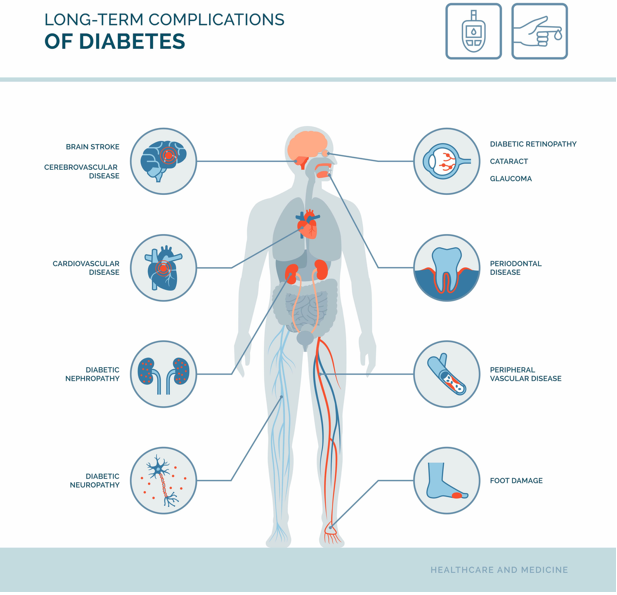 LONG-TERM COMPLICATIONS
OF DIABETES
BRAIN STROKE
CEREBROVASCULAR
DISEASE
DIABETIC RETINOPATHY
CATARACT
GLAUCOMA
CARDIOVASCULAR
DISEASE
PERIODONTAL
DISEASE
DIABETIC
NEPHROPATHY
PERIPHERAL
VASCULAR DISEASE
DIABETIC
NEUROPATHY
FOOT DAMAGE
HEALTHCARE AND MEDICINE